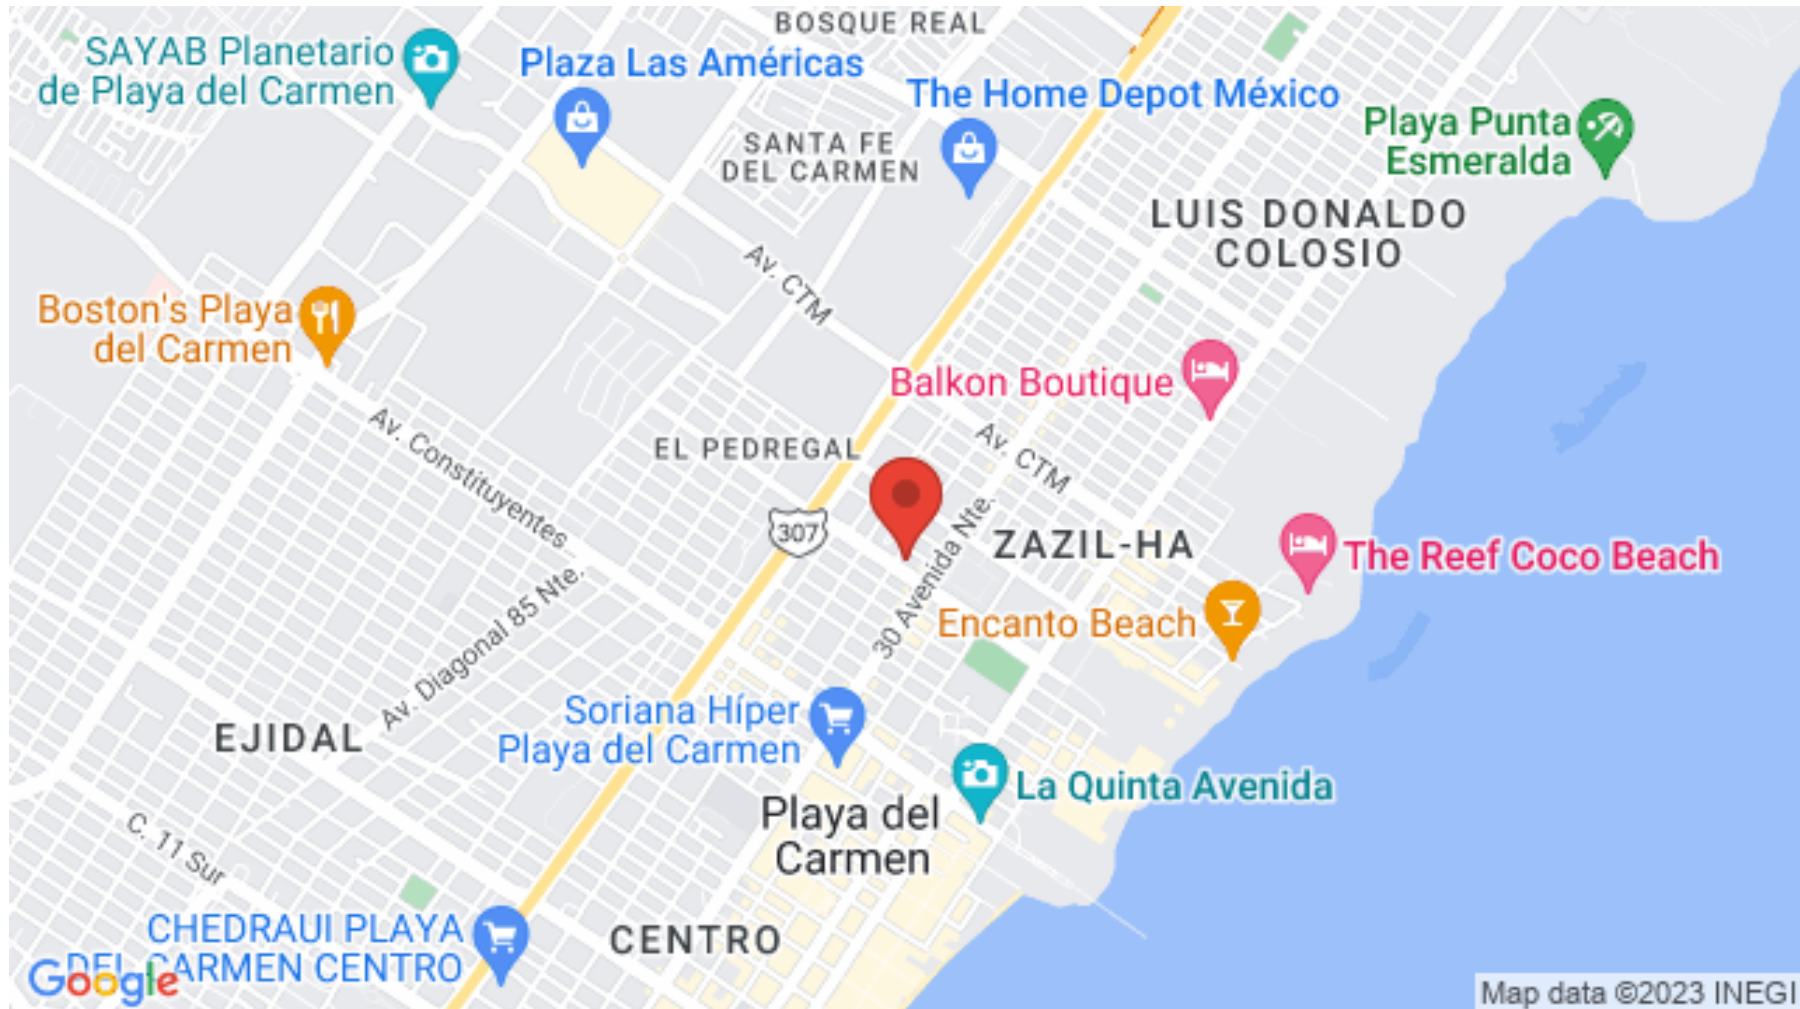 BOSQUE REAL
SAYAB Planetario
de Playa del Carmen
Plaza Las Américas
The Home Depot México
Playa Punta
Esmeralda
SANTA FE
DEL CARMEN
LUIS DONALDO
COLOSIO
Av. CTM
Boston's Playa
del Carmen
Balkon Boutique
Av. Constituyentes
EL PEDREGAL
Av. CTM
307
30 Avenida Nte.
ZAZIL-HA
The Reef Coco Beach
Av. Diagonal 85 Nte.
Encanto Beach
EJIDAL
Soriana Híper
Playa del Carmen
La Quinta Avenida
Playa del
Carmen
C. 11 Sur
CHEDRAUI PLAYA
DEL CARMEN CENTRO
CENTRO
Google
Map data ©2023 INEGI